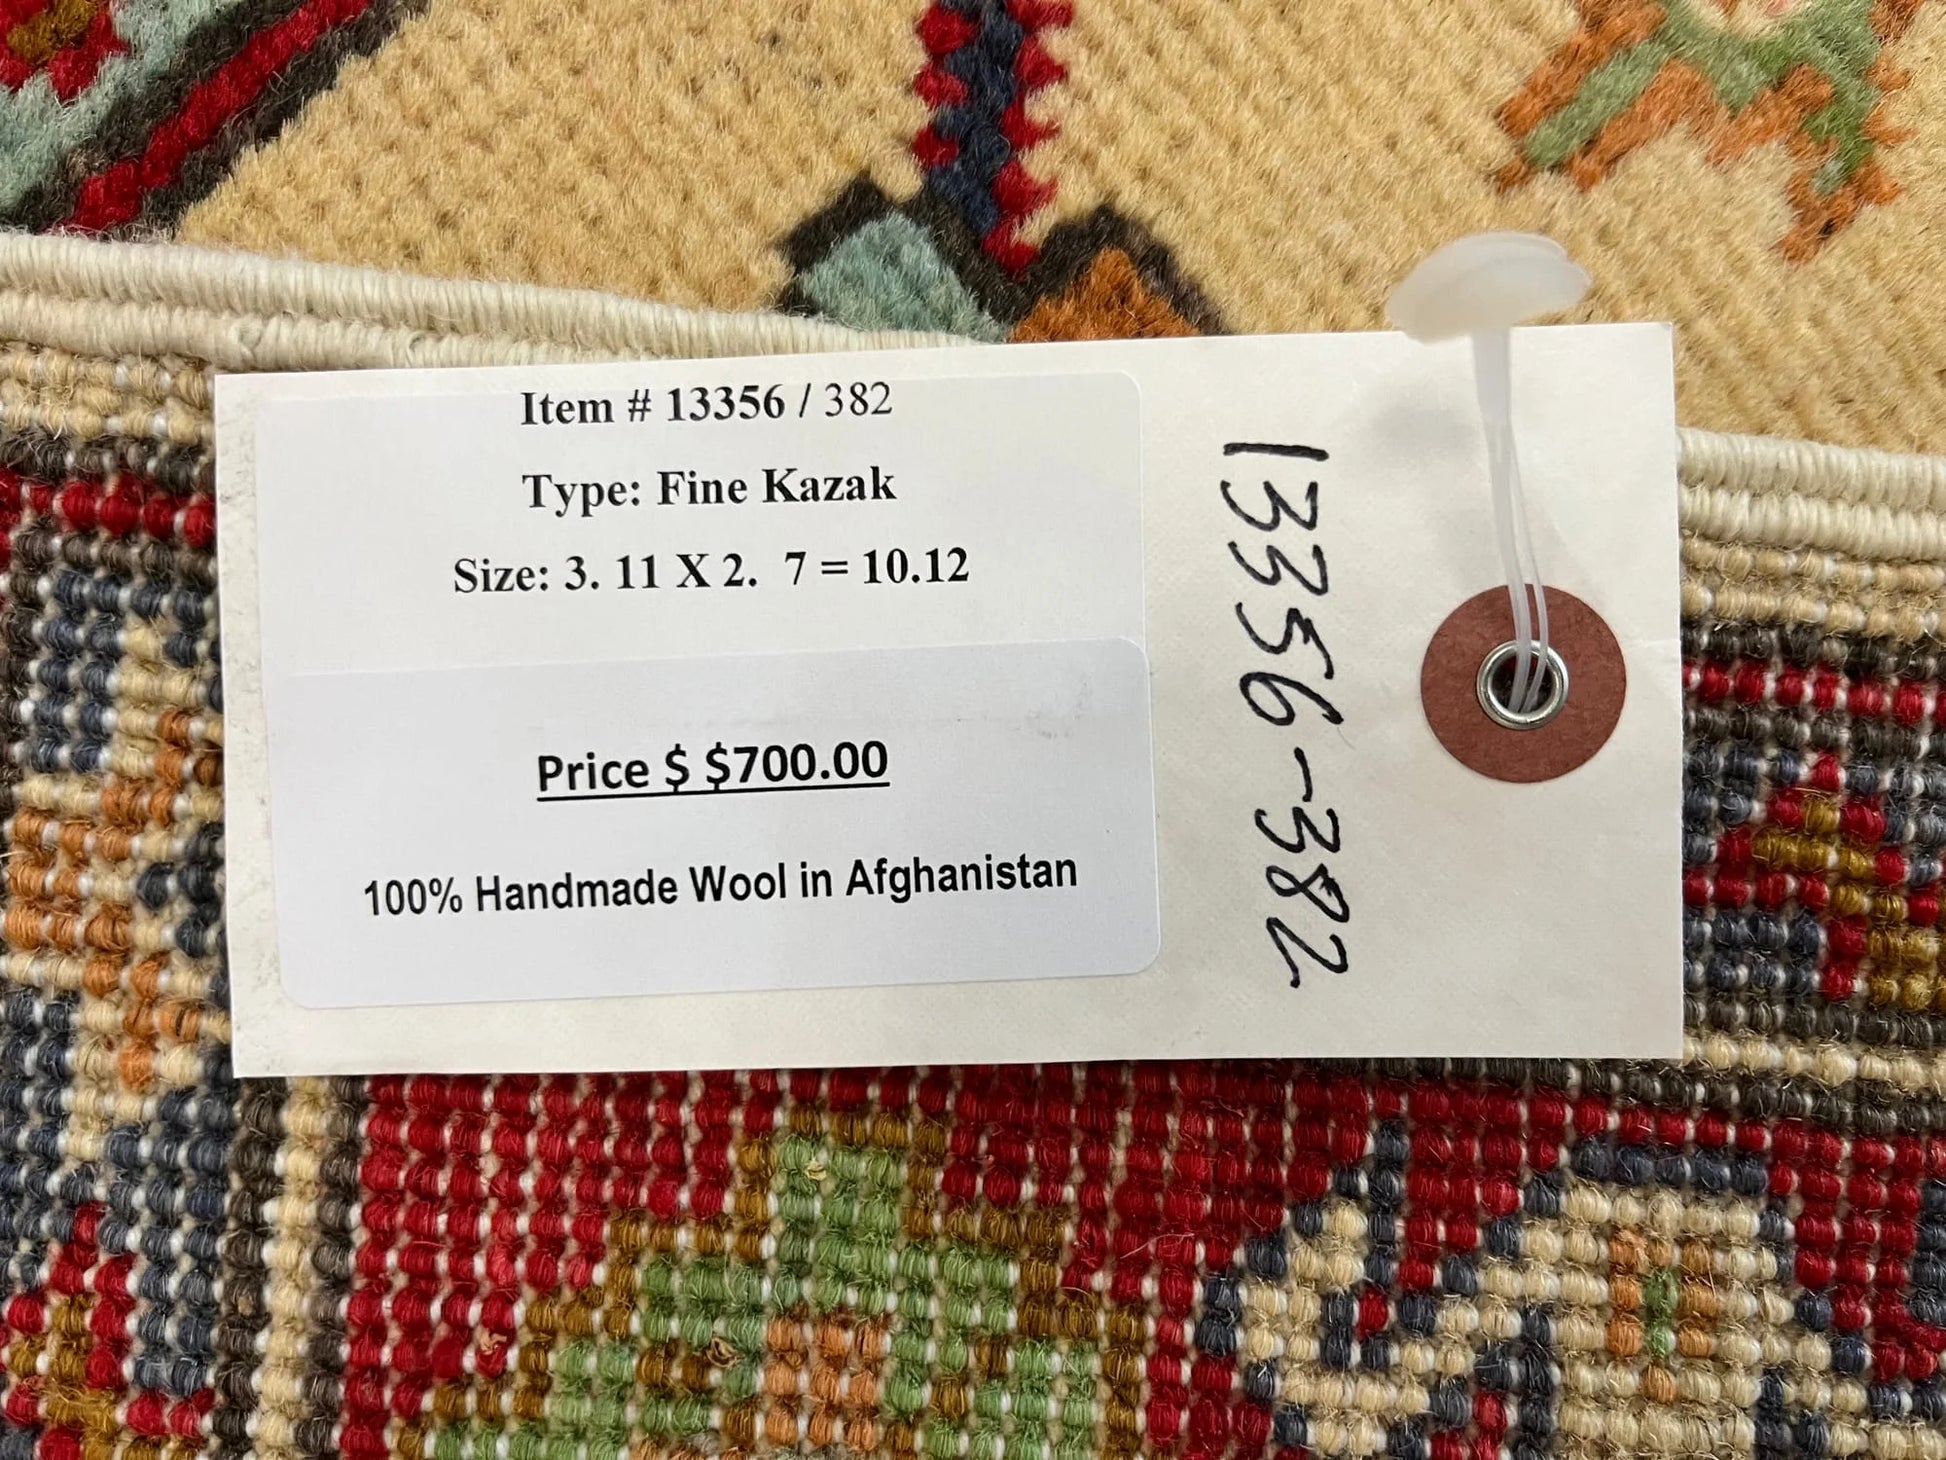 Item # 13356 / 382
Type: Fine Kazak
Size: 3. 11 X 2.  7 = 10.12
Price $ $700.00
100% Handmade Wool in Afghanistan
13356-382